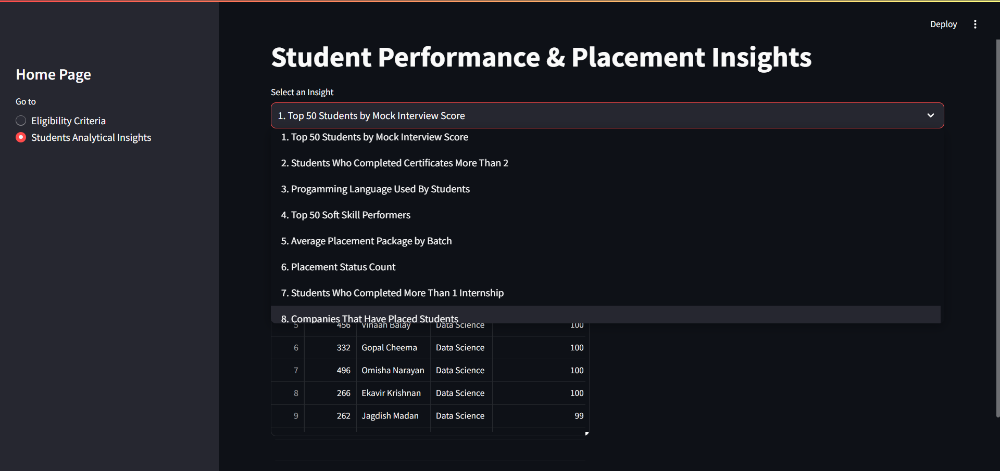 Deploy
Home Page
Go to
Eligibility Criteria
Students Analytical Insights
Student Performance & Placement Insights
Select an Insight
1. Top 50 Students by Mock Interview Score
1. Top 50 Students by Mock Interview Score
2. Students Who Completed Certificates More Than 2
3. Progamming Language Used By Students
4. Top 50 Soft Skill Performers
5. Average Placement Package by Batch
6. Placement Status Count
7. Students Who Completed More Than 1 Internship
8. Companies That Have Placed Students
5 456 Vinaan Balay Data Science 100
6 332 Gopal Cheema Data Science 100
7 496 Omisha Narayan Data Science 100
8 266 Ekavir Krishnan Data Science 100
9 262 Jagdish Madan Data Science 99